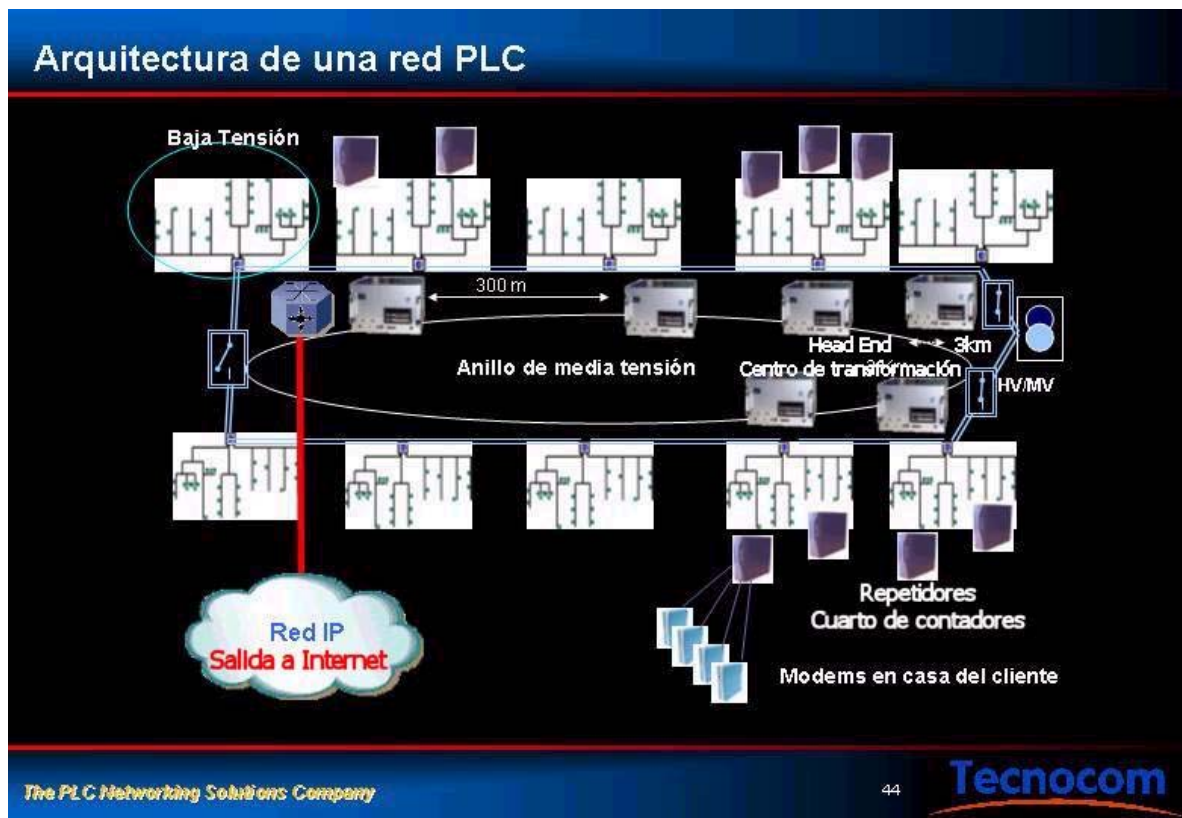 Arquitectura de una red PLC
Baja Tensión
300 m
Head End
3km
Anillo de media tensión
Centro de transformación
HV/MV
Repetidores
Cuarto de contadores
Red IP
Salida a Internet
Modems en casa del cliente
The PLC Networking Solutions Company
44
Tecnocom